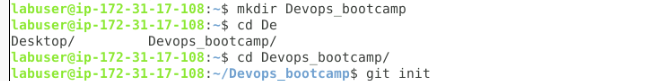 labuser@ip-172-31-17-108:~$ mkdir Devops_bootcamp
labuser@ip-172-31-17-108:~$ cd De
Desktop/         Devops_bootcamp/
labuser@ip-172-31-17-108:~$ cd Devops_bootcamp/
labuser@ip-172-31-17-108:~/Devops_bootcamp$ git init